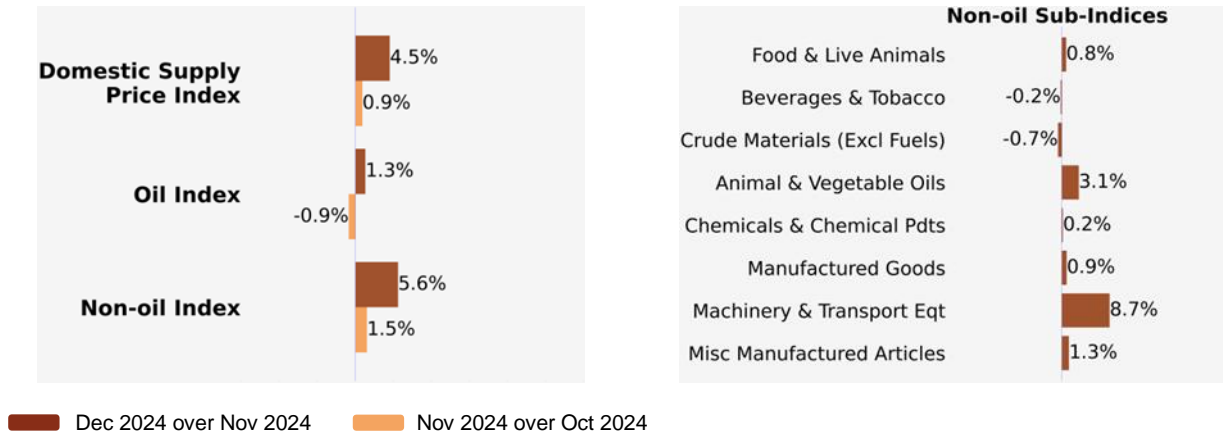 Domestic Supply
Price Index
4.5%
0.9%
Oil Index
1.3%
-0.9%
Non-oil Index
5.6%
1.5%
Non-oil Sub-Indices
Food & Live Animals 0.8%
Beverages & Tobacco -0.2%
Crude Materials (Excl Fuels) -0.7%
Animal & Vegetable Oils 3.1%
Chemicals & Chemical Pdts 0.2%
Manufactured Goods 0.9%
Machinery & Transport Eqt 8.7%
Misc Manufactured Articles 1.3%
Dec 2024 over Nov 2024 Nov 2024 over Oct 2024